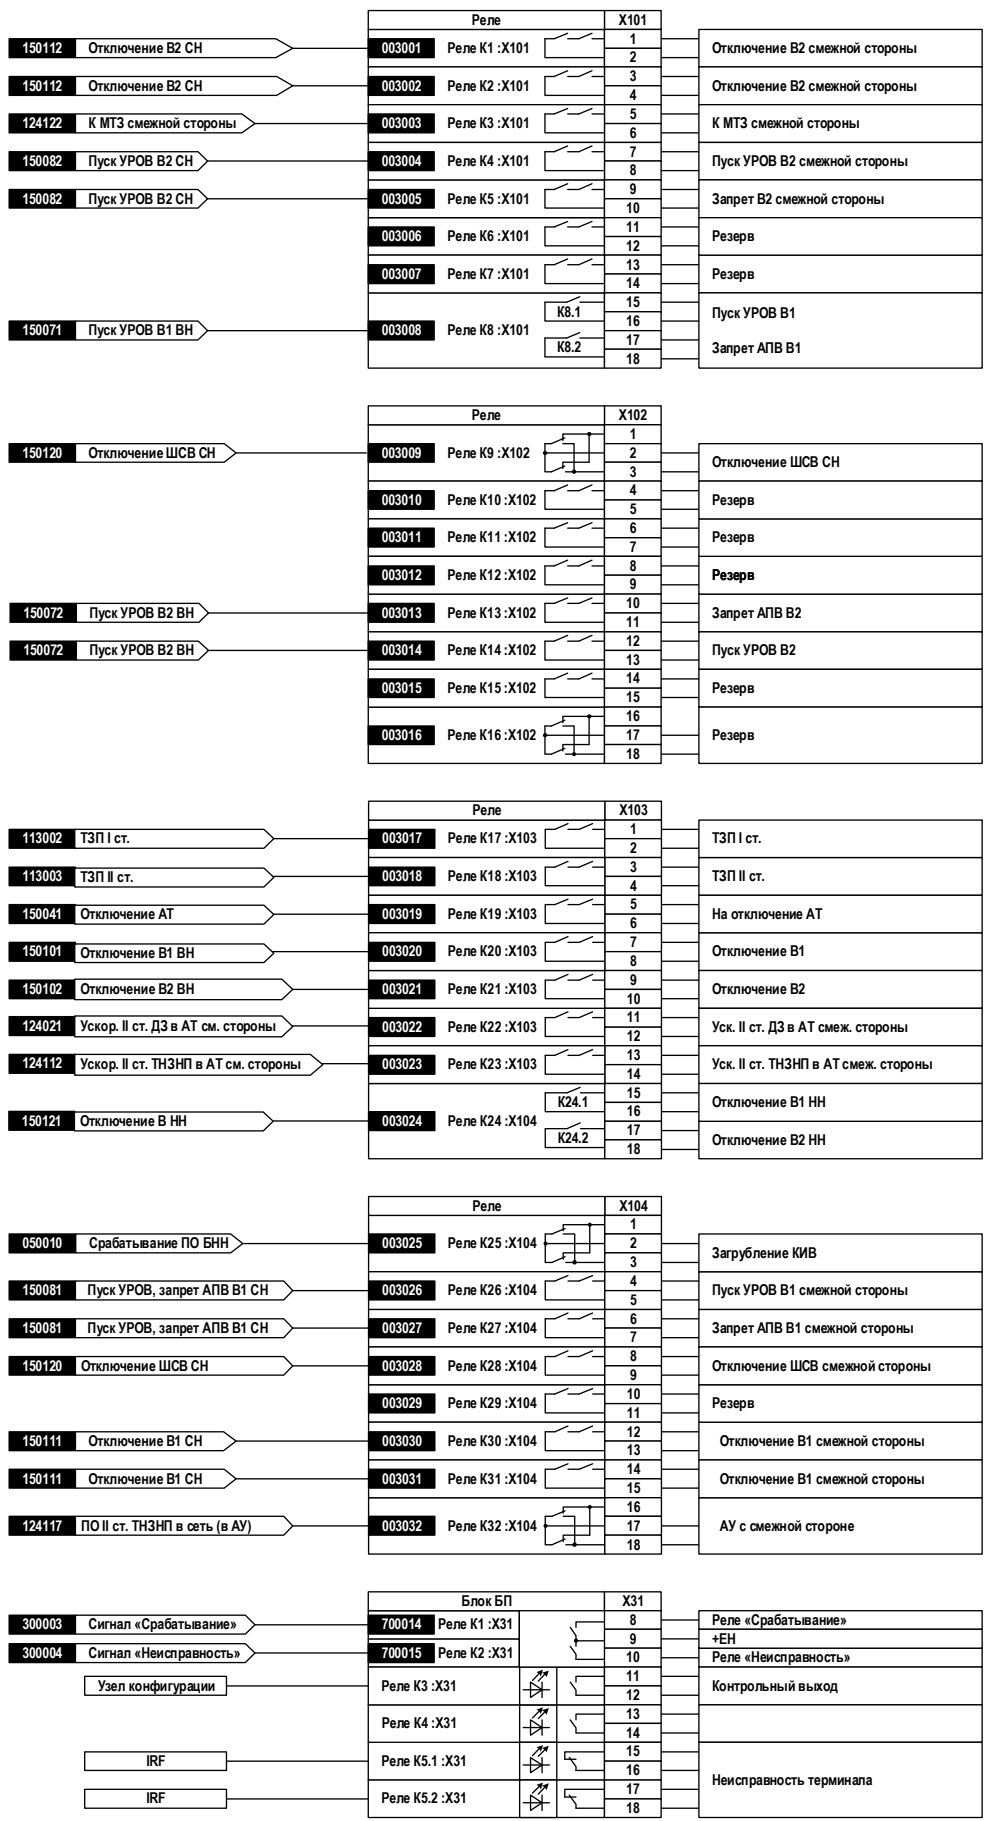 Реле X101
1
150112 Отключение В2 СН 003001 Реле К1 :X101 Отключение В2 смежной стороны
2
3
150112 Отключение В2 СН 003002 Реле К2 :X101 Отключение В2 смежной стороны
4
5
124122 К МТЗ смежной стороны 003003 Реле К3 :X101 К МТЗ смежной стороны
6
7
150082 Пуск УРОВ В2 СН 003004 Реле К4 :X101 Пуск УРОВ В2 смежной стороны
8
9
150082 Пуск УРОВ В2 СН 003005 Реле К5 :X101 Запрет В2 смежной стороны
10
11
003006 Реле К6 :X101 Резерв
12
13
003007 Реле К7 :X101 Резерв
14
15
К8.1 Пуск УРОВ В1
16
150071 Пуск УРОВ В1 ВН 003008 Реле К8 :X101
17
К8.2 Запрет АПВ В1
18
Реле X102
1
150120 Отключение ШСВ СН 003009 Реле К9 :X102 2
Отключение ШСВ СН
3
4
003010 Реле К10 :X102 Резерв
5
6
003011 Реле К11 :X102 Резерв
7
8
003012 Реле К12 :X102 Резерв
9
10
150072 Пуск УРОВ В2 ВН 003013 Реле К13 :X102 Запрет АПВ В2
11
12
150072 Пуск УРОВ В2 ВН 003014 Реле К14 :X102 Пуск УРОВ В2
13
14
003015 Реле К15 :X102 Резерв
15
16
003016 Реле К16 :X102 17 Резерв
18
Реле X103
1
113002 ТЗП I ст. 003017 Реле К17 :X103 ТЗП I ст.
2
3
113003 ТЗП II ст. 003018 Реле К18 :X103 ТЗП II ст.
4
5
150041 Отключение АТ 003019 Реле К19 :X103 На отключение АТ
6
7
150101 Отключение В1 ВН 003020 Реле К20 :X103 Отключение В1
8
9
150102 Отключение В2 ВН 003021 Реле К21 :X103 Отключение В2
10
11
124021 Ускор. II ст. ДЗ в АТ см. стороны 003022 Реле К22 :X103 Уск. II ст. ДЗ в АТ смеж. стороны
12
13
124112 Ускор. II ст. ТНЗНП в АТ см. стороны 003023 Реле К23 :X103 Уск. II ст. ТНЗНП в АТ смеж. стороны
14
15
К24.1 Отключение В1 НН
16
150121 Отключение В НН 003024 Реле К24 :X104
17
К24.2 Отключение В2 НН
18
Реле X104
1
050010 Срабатывание ПО БНН 003025 Реле К25 :X104 2
Загрубление КИВ
3
4
150081 Пуск УРОВ, запрет АПВ В1 СН 003026 Реле К26 :X104 Пуск УРОВ В1 смежной стороны
5
6
150081 Пуск УРОВ, запрет АПВ В1 СН 003027 Реле К27 :X104 Запрет АПВ В1 смежной стороны
7
8
150120 Отключение ШСВ СН 003028 Реле К28 :X104 Отключение ШСВ смежной стороны
9
10
003029 Реле К29 :X104 Резерв
11
12
150111 Отключение В1 СН 003030 Реле К30 :X104 Отключение В1 смежной стороны
13
14
150111 Отключение В1 СН 003031 Реле К31 :X104 Отключение В1 смежной стороны
15
16
124117 ПО II ст. ТНЗНП в сеть (в АУ) 003032 Реле К32 :X104 17 АУ с смежной стороне
18
Блок БП X31
300003 Сигнал «Срабатывание» 700014 Реле К1 :X31 8 Реле «Срабатывание»
9 +ЕН
300004 Сигнал «Неисправность» 700015 Реле К2 :X31 10 Реле «Неисправность»
11
Узел конфигурации Реле К3 :X31 Контрольный выход
12
13
Реле К4 :X31
14
15
IRF Реле К5.1 :X31
16
Неисправность терминала
17
IRF Реле К5.2 :X31
18